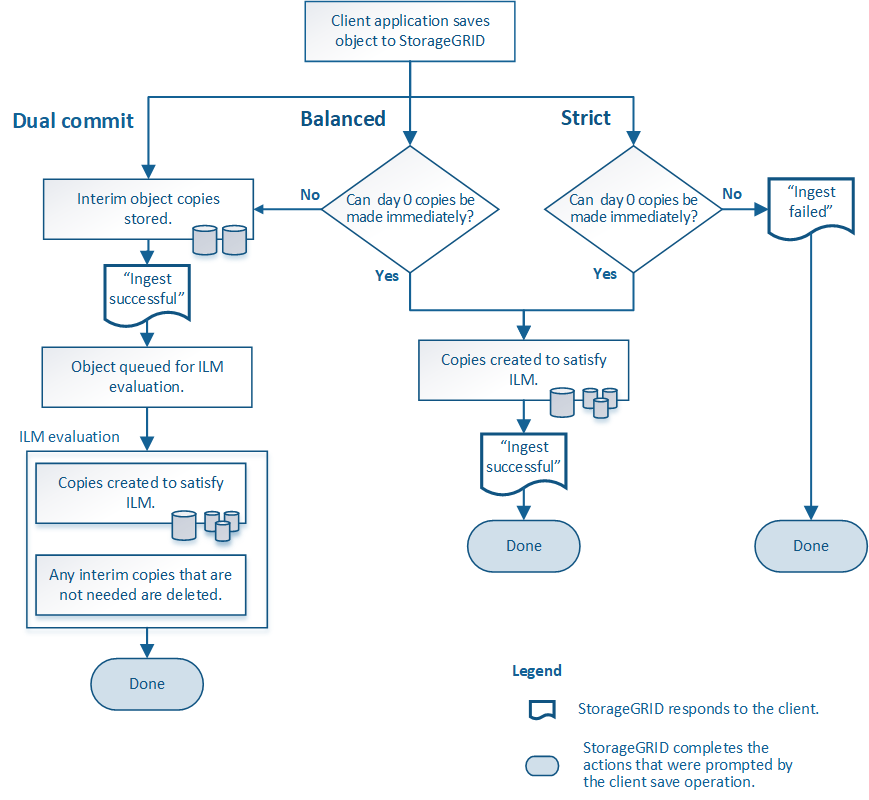 Client application saves
object to StorageGRID
Dual commit
Balanced
Strict
Interim object copies
stored.
No
Can day 0 copies be
made immediately?
Can day 0 copies be
made immediately?
No
"Ingest
failed"
Yes
Yes
"Ingest
successful"
Object queued for ILM
evaluation.
Copies created to satisfy
ILM.
ILM evaluation
"Ingest
successful"
Copies created to satisfy
ILM.
Any interim copies that are
not needed are deleted.
Done
Done
Done
Legend
StorageGRID responds to the client.
StorageGRID completes the
actions that were prompted by
the client save operation.